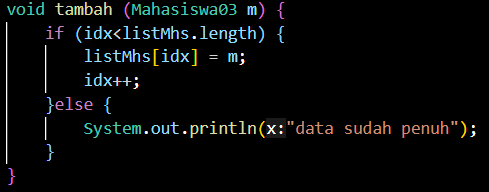 void tambah (Mahasiswa03 m) {
    if (idx<listMhs.length) {
        listMhs[idx] = m;
        idx++;
    }else {
        System.out.println(x:"data sudah penuh");
    }
}